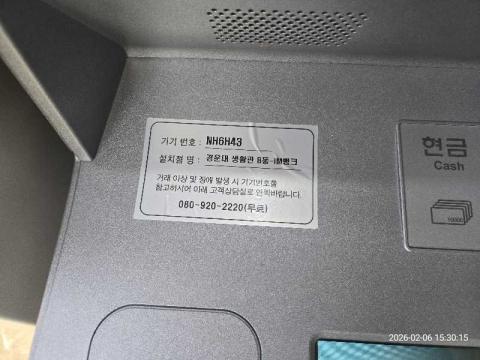 기기 번호 : NH6H43
설치점 명 : 경운대 생활관 B동-IM뱅크
거래 이상 및 장애 발생 시 기기번호를
참고하시어 아래 고객상담실로 연락바랍니다.
080-920-2220(무료)
현금
Cash
10000
2026-02-06 15:30:15